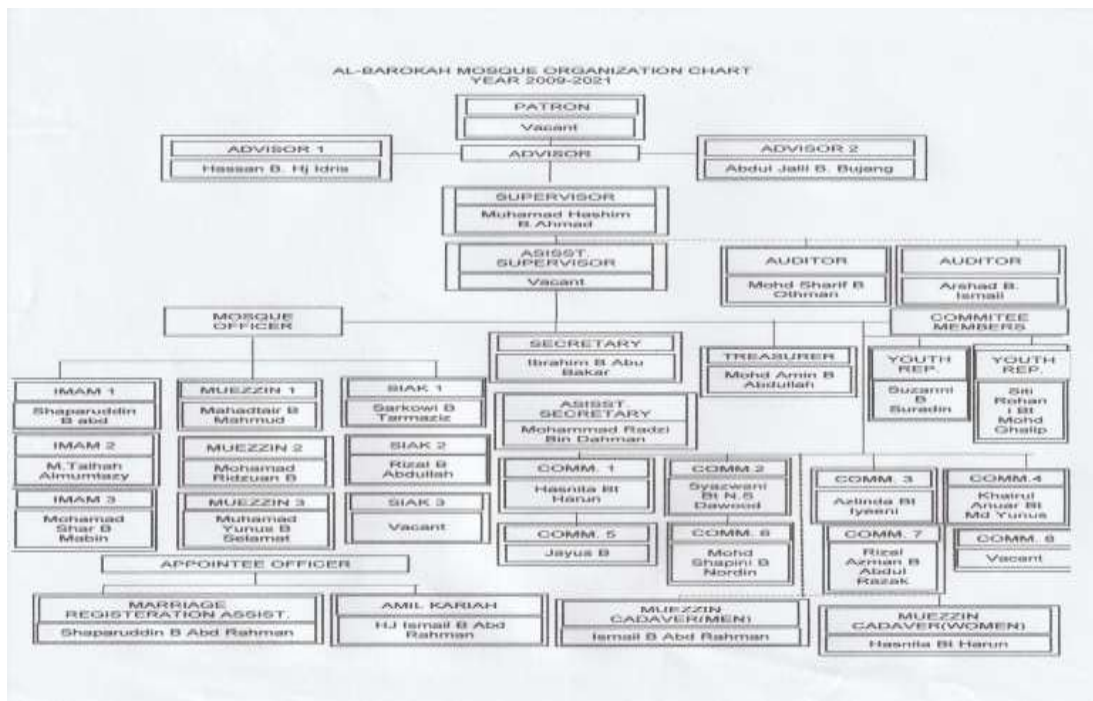 AL-BAROKAH MOSQUE ORGANIZATION CHART
YEAR 2009-2021
PATRON
Vacant
ADVISOR 1
Hassan B. Hj Idris
ADVISOR
ADVISOR 2
Abdul Jalil B. Bujang
SUPERVISOR
Muhamad Hashim
B.Ahmad
ASISST.
SUPERVISOR
Vacant
AUDITOR
Mohd Sharif B
Othman
AUDITOR
Arshad B.
Ismail
MOSQUE
OFFICER
COMMITEE
MEMBERS
SECRETARY
Ibrahim B Abu
Bakar
TREASURER
Mohd Amin B
Abdullah
YOUTH
REP.
Suzanni
B
Suradin
YOUTH
REP.
Siti
Rohan
i Bt
Mohd
Ghalip
IMAM 1
Shaparuddin
B abd
MUEZZIN 1
Mahadtair B
Mahmud
SIAK 1
Sarkowi B
Tarmaziz
ASISST.
SECRETARY
Mohammad Radzi
Bin Dahman
IMAM 2
M.Talhah
Almumtazy
MUEZZIN 2
Mohamad
Ridzuan B
SIAK 2
Rizal B
Abdullah
COMM. 1
Hasnita Bt
Harun
COMM 2
Syazwani
Bt N.S
Dawood
COMM. 3
Azlinda Bt
Iyeeni
COMM.4
Khairul
Anuar Bt
Md Yunus
IMAM 3
Mohamad
Shar B
Mabin
MUEZZIN 3
Muhamad
Yunus B
Selamat
SIAK 3
Vacant
COMM. 5
Jayus B
COMM. 6
Mohd
Shapini B
Nordin
COMM. 7
Rizal
Azman B
Abdul
Razak
COMM. 8
Vacant
APPOINTEE OFFICER
MARRIAGE
REGISTERATION ASSIST.
Shaparuddin B Abd Rahman
AMIL KARIAH
HJ Ismail B Abd
Rahman
MUEZZIN
CADAVER(MEN)
Ismail B Abd Rahman
MUEZZIN
CADAVER(WOMEN)
Hasnita Bt Harun